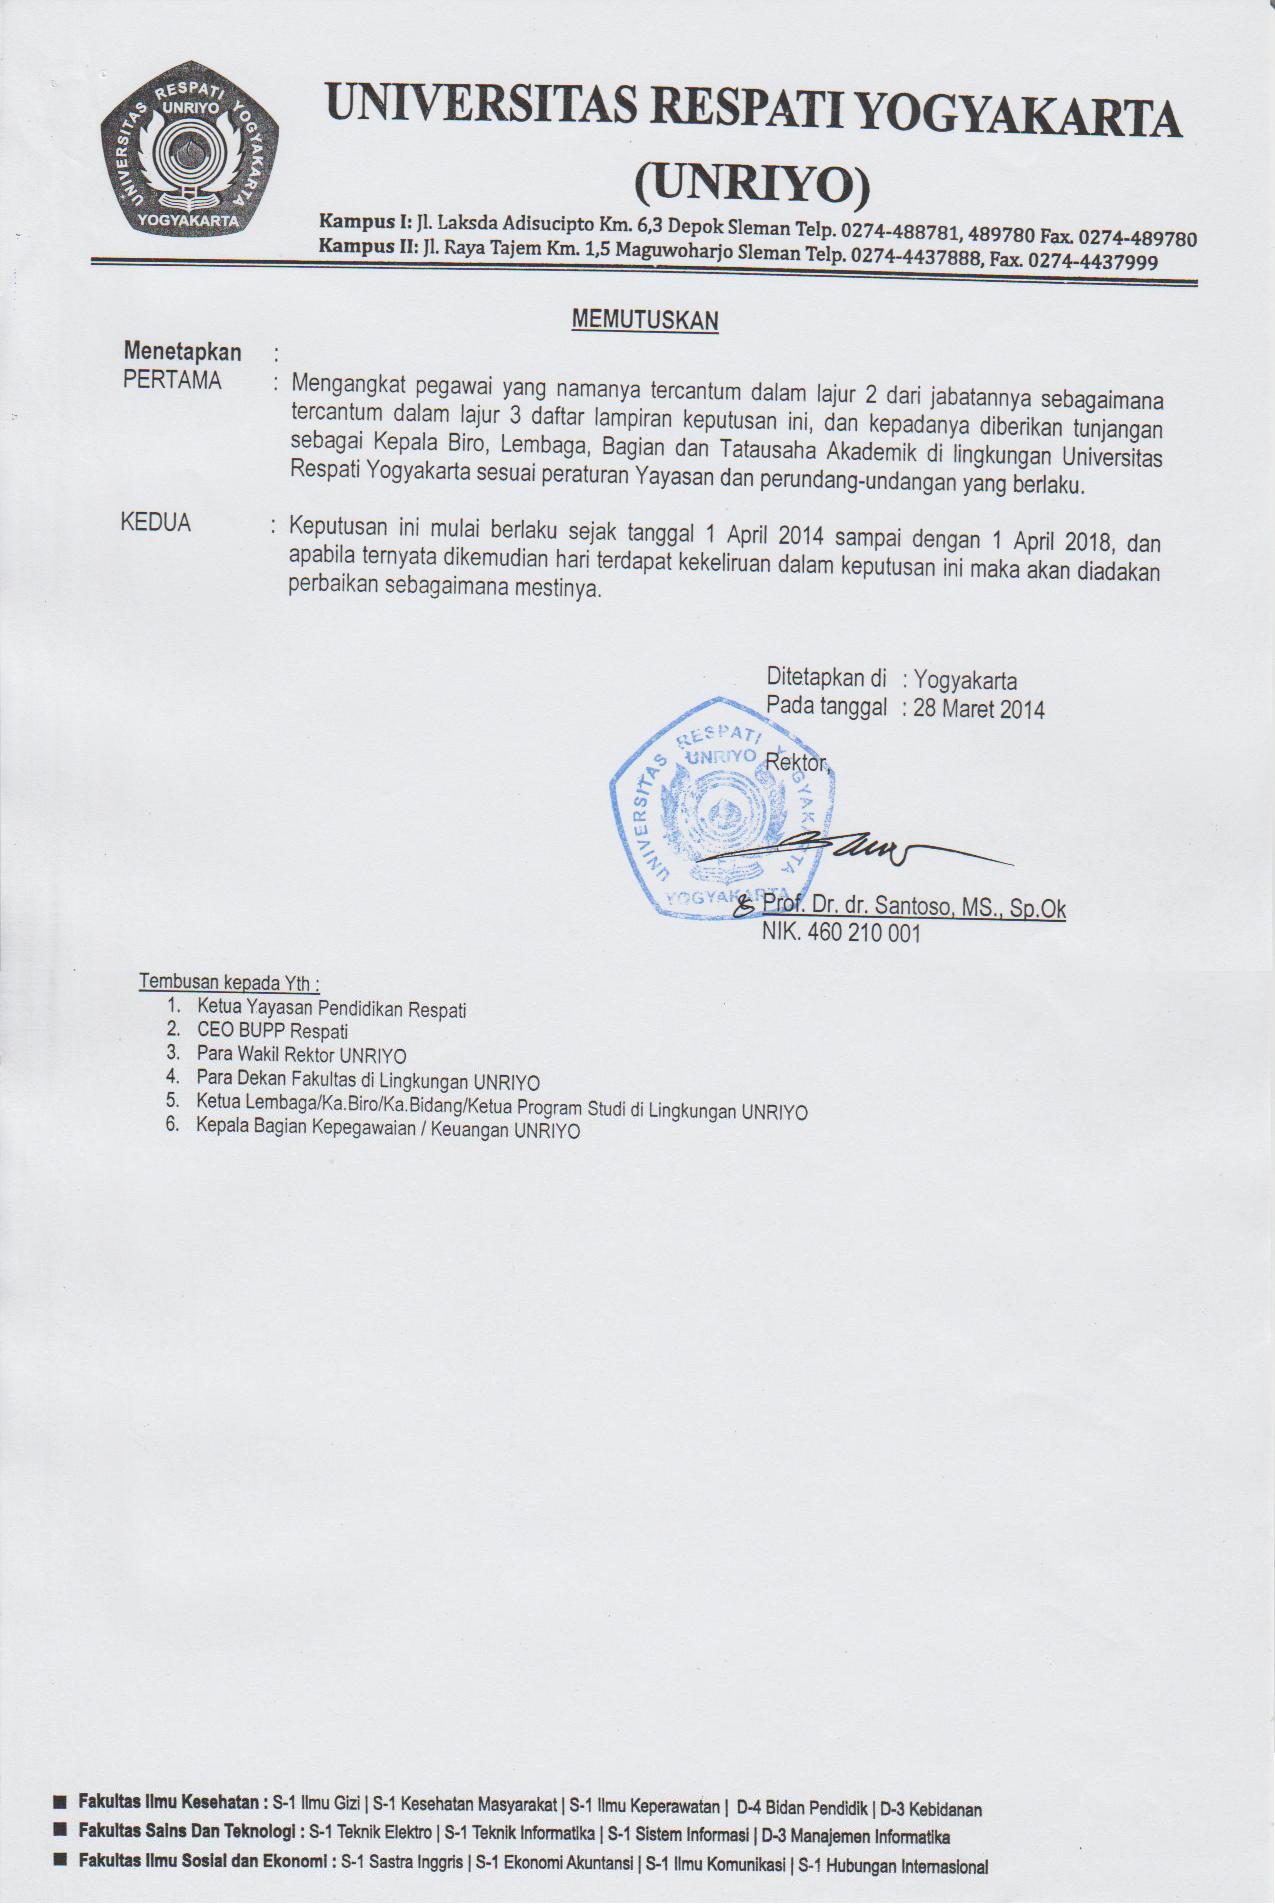 UNIVERSITAS RESPATI YOGYAKARTA
UNRIYO
YOGYAKARTA
UNIVERSITAS RESPATI YOGYAKARTA
(UNRIYO)
Kampus I: Jl. Laksda Adisucipto Km. 6,3 Depok Sleman Telp. 0274-488781, 489780 Fax. 0274-489780
Kampus II: Jl. Raya Tajem Km. 1,5 Maguwoharjo Sleman Telp. 0274-4437888, Fax. 0274-4437999
MEMUTUSKAN
Menetapkan :
PERTAMA : Mengangkat pegawai yang namanya tercantum dalam lajur 2 dari jabatannya sebagaimana
tercantum dalam lajur 3 daftar lampiran keputusan ini, dan kepadanya diberikan tunjangan
sebagai Kepala Biro, Lembaga, Bagian dan Tatausaha Akademik di lingkungan Universitas
Respati Yogyakarta sesuai peraturan Yayasan dan perundang-undangan yang berlaku.
KEDUA : Keputusan ini mulai berlaku sejak tanggal 1 April 2014 sampai dengan 1 April 2018, dan
apabila ternyata dikemudian hari terdapat kekeliruan dalam keputusan ini maka akan diadakan
perbaikan sebagaimana mestinya.
Ditetapkan di : Yogyakarta
Pada tanggal : 28 Maret 2014
Rektor,
UNIVERSITAS RESPATI YOGYAKARTA
UNRIYO
YOGYAKARTA
Prof. Dr. dr. Santoso, MS., Sp.Ok
NIK. 460 210 001
Tembusan kepada Yth :
1. Ketua Yayasan Pendidikan Respati
2. CEO BUPP Respati
3. Para Wakil Rektor UNRIYO
4. Para Dekan Fakultas di Lingkungan UNRIYO
5. Ketua Lembaga/Ka.Biro/Ka.Bidang/Ketua Program Studi di Lingkungan UNRIYO
6. Kepala Bagian Kepegawaian / Keuangan UNRIYO
■ Fakultas Ilmu Kesehatan : S-1 Ilmu Gizi | S-1 Kesehatan Masyarakat | S-1 Ilmu Keperawatan | D-4 Bidan Pendidik | D-3 Kebidanan
■ Fakultas Sains Dan Teknologi : S-1 Teknik Elektro | S-1 Teknik Informatika | S-1 Sistem Informasi | D-3 Manajemen Informatika
■ Fakultas Ilmu Sosial dan Ekonomi : S-1 Sastra Inggris | S-1 Ekonomi Akuntansi | S-1 Ilmu Komunikasi | S-1 Hubungan Internasional